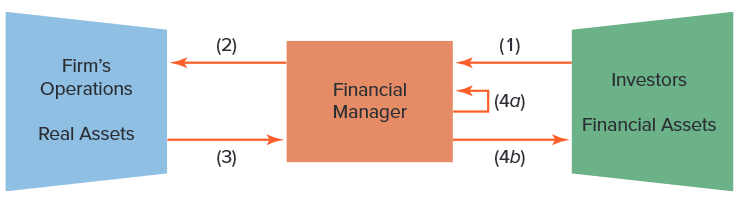 Firm's
Operations
Real Assets
(2)
(3)
Financial
Manager
(1)
(4a)
(4b)
Investors
Financial Assets